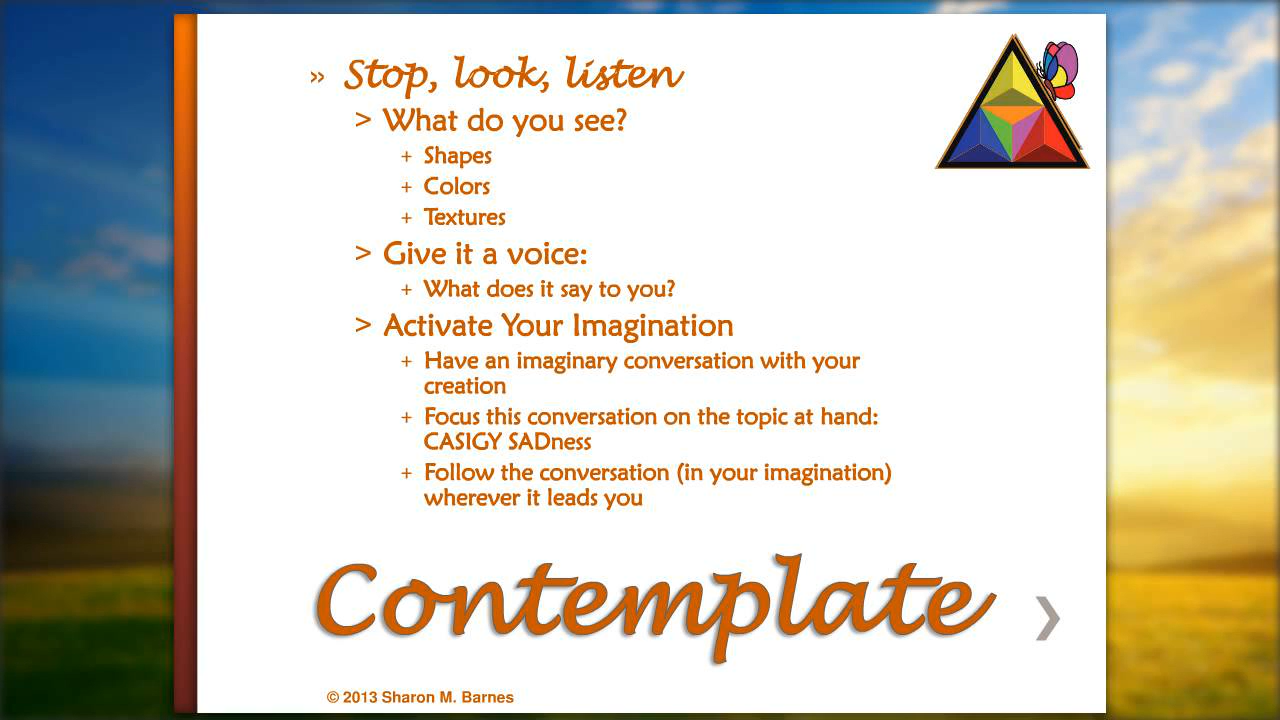 » Stop, look, listen
> What do you see?
+ Shapes
+ Colors
+ Textures
> Give it a voice:
+ What does it say to you?
> Activate Your Imagination
+ Have an imaginary conversation with your
creation
+ Focus this conversation on the topic at hand:
CASIGY SADness
+ Follow the conversation (in your imagination)
wherever it leads you
Contemplate
© 2013 Sharon M. Barnes